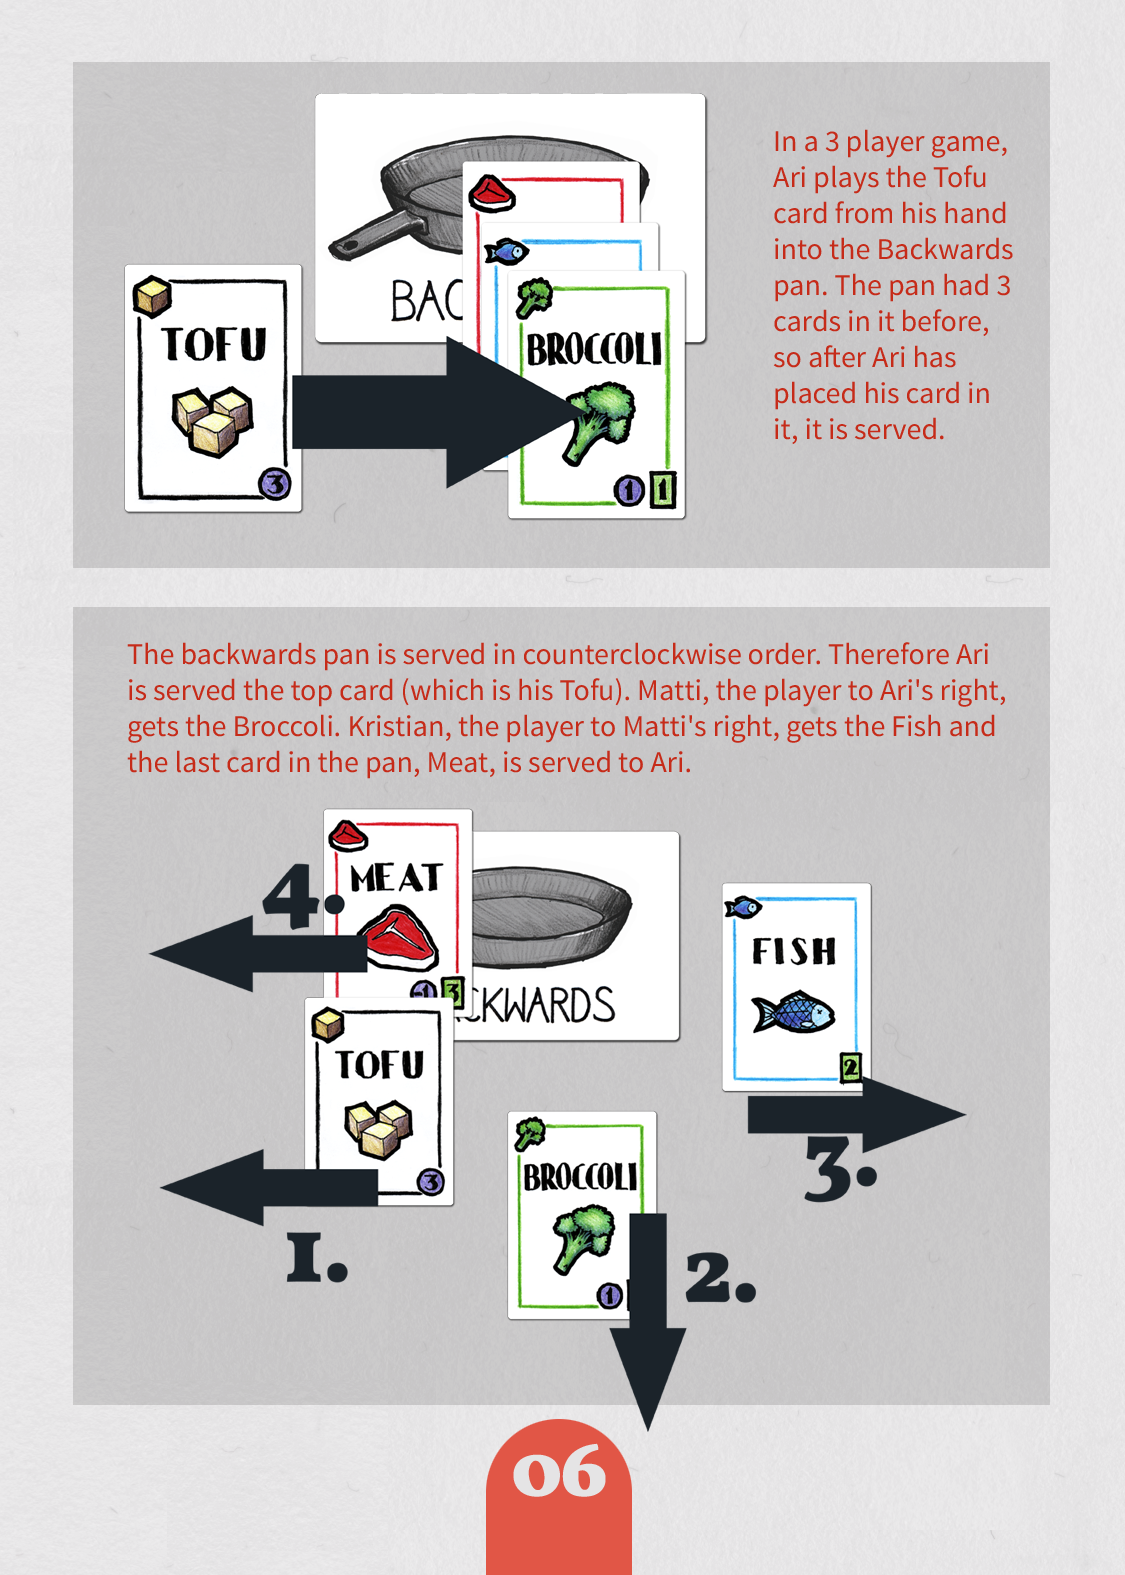 In a 3 player game,
Ari plays the Tofu
card from his hand
into the Backwards
pan. The pan had 3
cards in it before,
so after Ari has
placed his card in
it, it is served.
BAC
TOFU
3
BROCCOLI
1 1
The backwards pan is served in counterclockwise order. Therefore Ari
is served the top card (which is his Tofu). Matti, the player to Ari's right,
gets the Broccoli. Kristian, the player to Matti's right, gets the Fish and
the last card in the pan, Meat, is served to Ari.
4.
MEAT
-1 3
CKWARDS
FISH
2
3.
TOFU
3
1.
BROCCOLI
1
2.
06